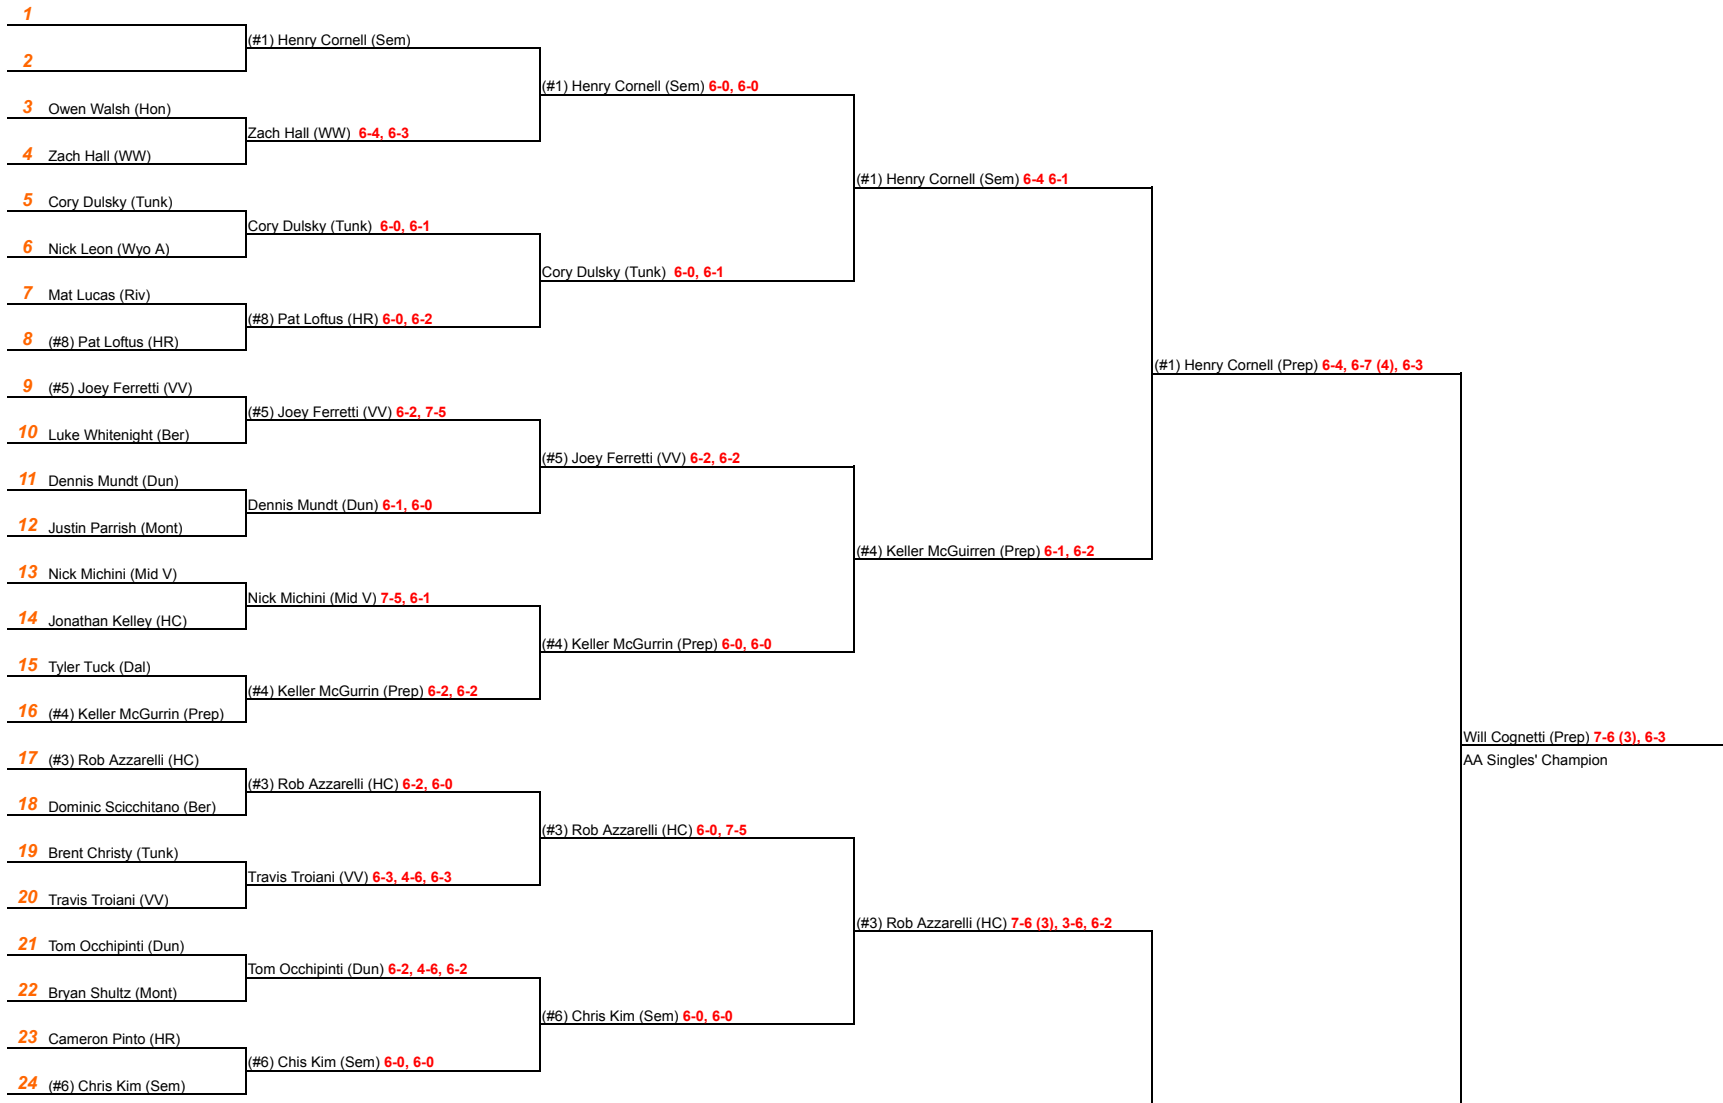 1
(#1) Henry Cornell (Sem)
2
(#1) Henry Cornell (Sem) 6-0, 6-0
3 Owen Walsh (Hon)
Zach Hall (WW) 6-4, 6-3
4 Zach Hall (WW)
(#1) Henry Cornell (Sem) 6-4 6-1
5 Cory Dulsky (Tunk)
Cory Dulsky (Tunk) 6-0, 6-1
6 Nick Leon (Wyo A)
Cory Dulsky (Tunk) 6-0, 6-1
7 Mat Lucas (Riv)
(#8) Pat Loftus (HR) 6-0, 6-2
8 (#8) Pat Loftus (HR)
(#1) Henry Cornell (Prep) 6-4, 6-7 (4), 6-3
9 (#5) Joey Ferretti (VV)
(#5) Joey Ferretti (VV) 6-2, 7-5
10 Luke Whitenight (Ber)
(#5) Joey Ferretti (VV) 6-2, 6-2
11 Dennis Mundt (Dun)
Dennis Mundt (Dun) 6-1, 6-0
12 Justin Parrish (Mont)
(#4) Keller McGuirren (Prep) 6-1, 6-2
13 Nick Michini (Mid V)
Nick Michini (Mid V) 7-5, 6-1
14 Jonathan Kelley (HC)
(#4) Keller McGurrin (Prep) 6-0, 6-0
15 Tyler Tuck (Dal)
(#4) Keller McGurrin (Prep) 6-2, 6-2
16 (#4) Keller McGurrin (Prep)
Will Cognetti (Prep) 7-6 (3), 6-3
17 (#3) Rob Azzarelli (HC)
AA Singles' Champion
(#3) Rob Azzarelli (HC) 6-2, 6-0
18 Dominic Scicchitano (Ber)
(#3) Rob Azzarelli (HC) 6-0, 7-5
19 Brent Christy (Tunk)
Travis Troiani (VV) 6-3, 4-6, 6-3
20 Travis Troiani (VV)
(#3) Rob Azzarelli (HC) 7-6 (3), 3-6, 6-2
21 Tom Occhipinti (Dun)
Tom Occhipinti (Dun) 6-2, 4-6, 6-2
22 Bryan Shultz (Mont)
(#6) Chris Kim (Sem) 6-0, 6-0
23 Cameron Pinto (HR)
(#6) Chis Kim (Sem) 6-0, 6-0
24 (#6) Chris Kim (Sem)